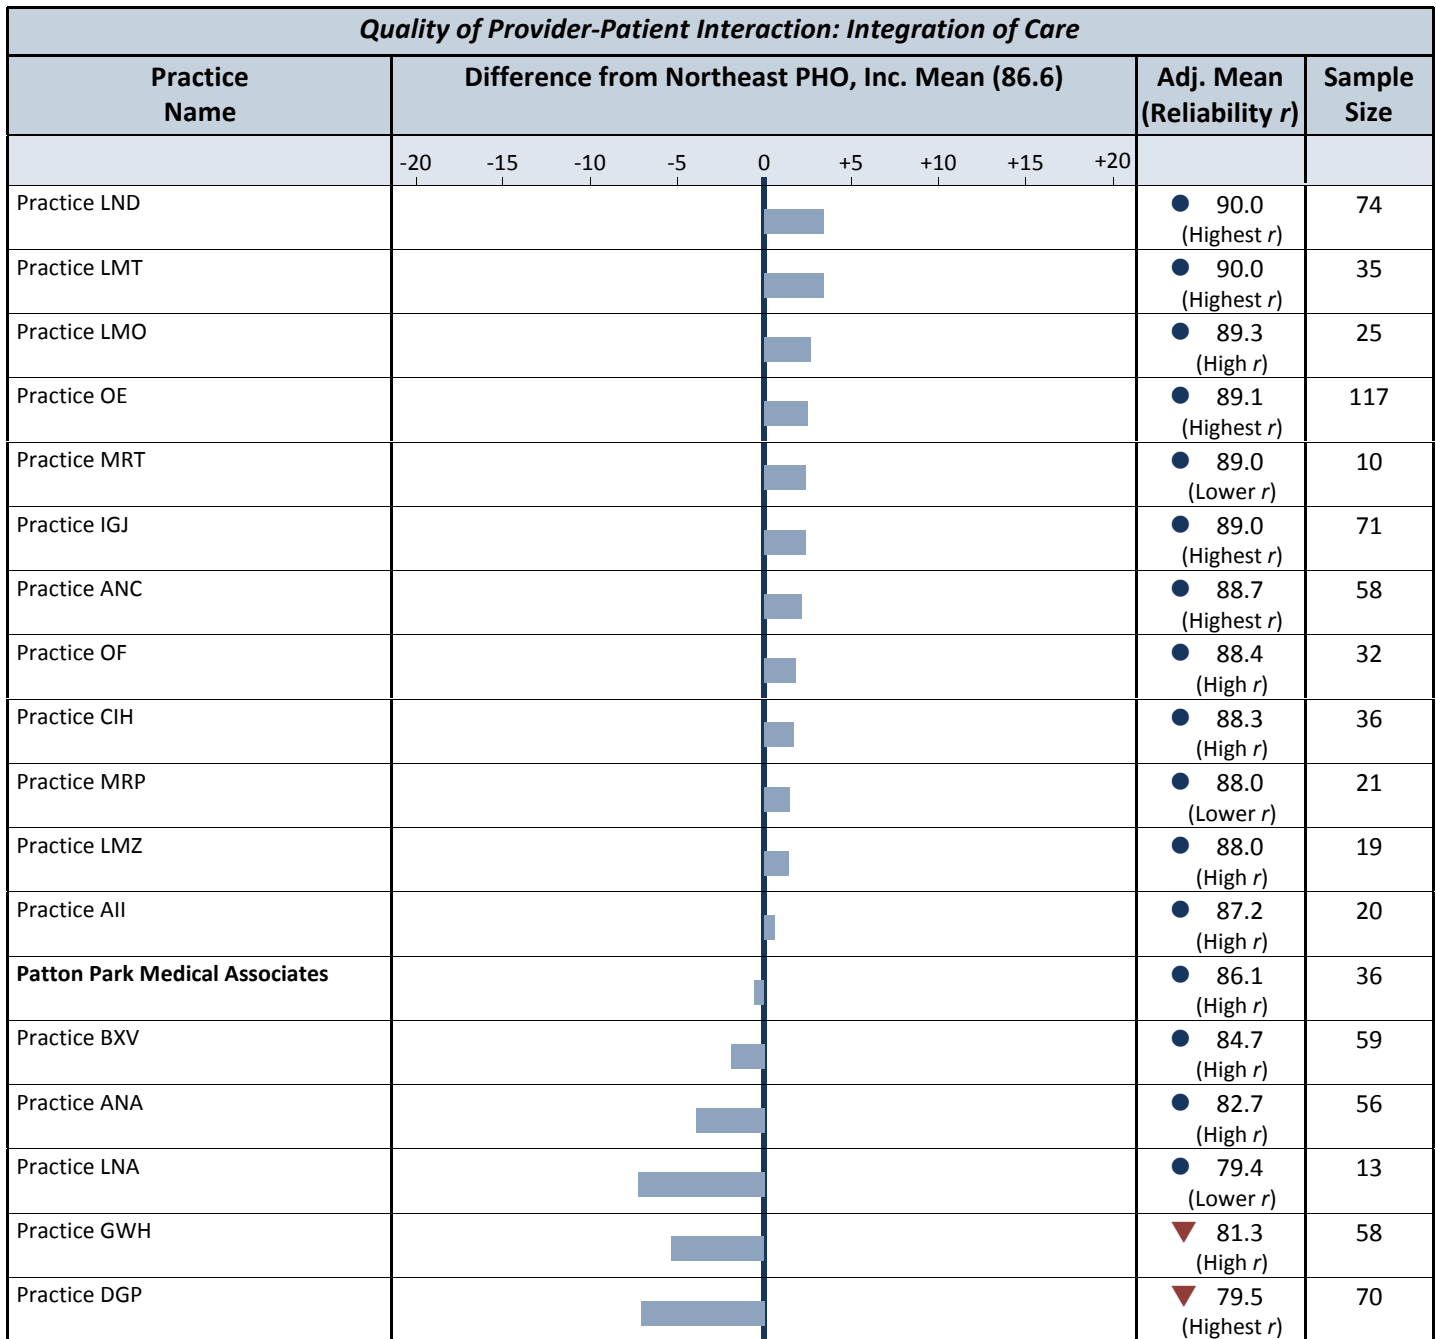 Quality of Provider-Patient Interaction: Integration of Care
Practice Name
Difference from Northeast PHO, Inc. Mean (86.6)
Adj. Mean (Reliability r)
Sample Size
-20 -15 -10 -5 0 +5 +10 +15 +20
Practice LND 90.0 74
(Highest r)
Practice LMT 90.0 35
(Highest r)
Practice LMO 89.3 25
(High r)
Practice OE 89.1 117
(Highest r)
Practice MRT 89.0 10
(Lower r)
Practice IGJ 89.0 71
(Highest r)
Practice ANC 88.7 58
(Highest r)
Practice OF 88.4 32
(High r)
Practice CIH 88.3 36
(High r)
Practice MRP 88.0 21
(Lower r)
Practice LMZ 88.0 19
(High r)
Practice AII 87.2 20
(High r)
Patton Park Medical Associates 86.1 36
(High r)
Practice BXV 84.7 59
(High r)
Practice ANA 82.7 56
(High r)
Practice LNA 79.4 13
(Lower r)
Practice GWH 81.3 58
(High r)
Practice DGP 79.5 70
(Highest r)